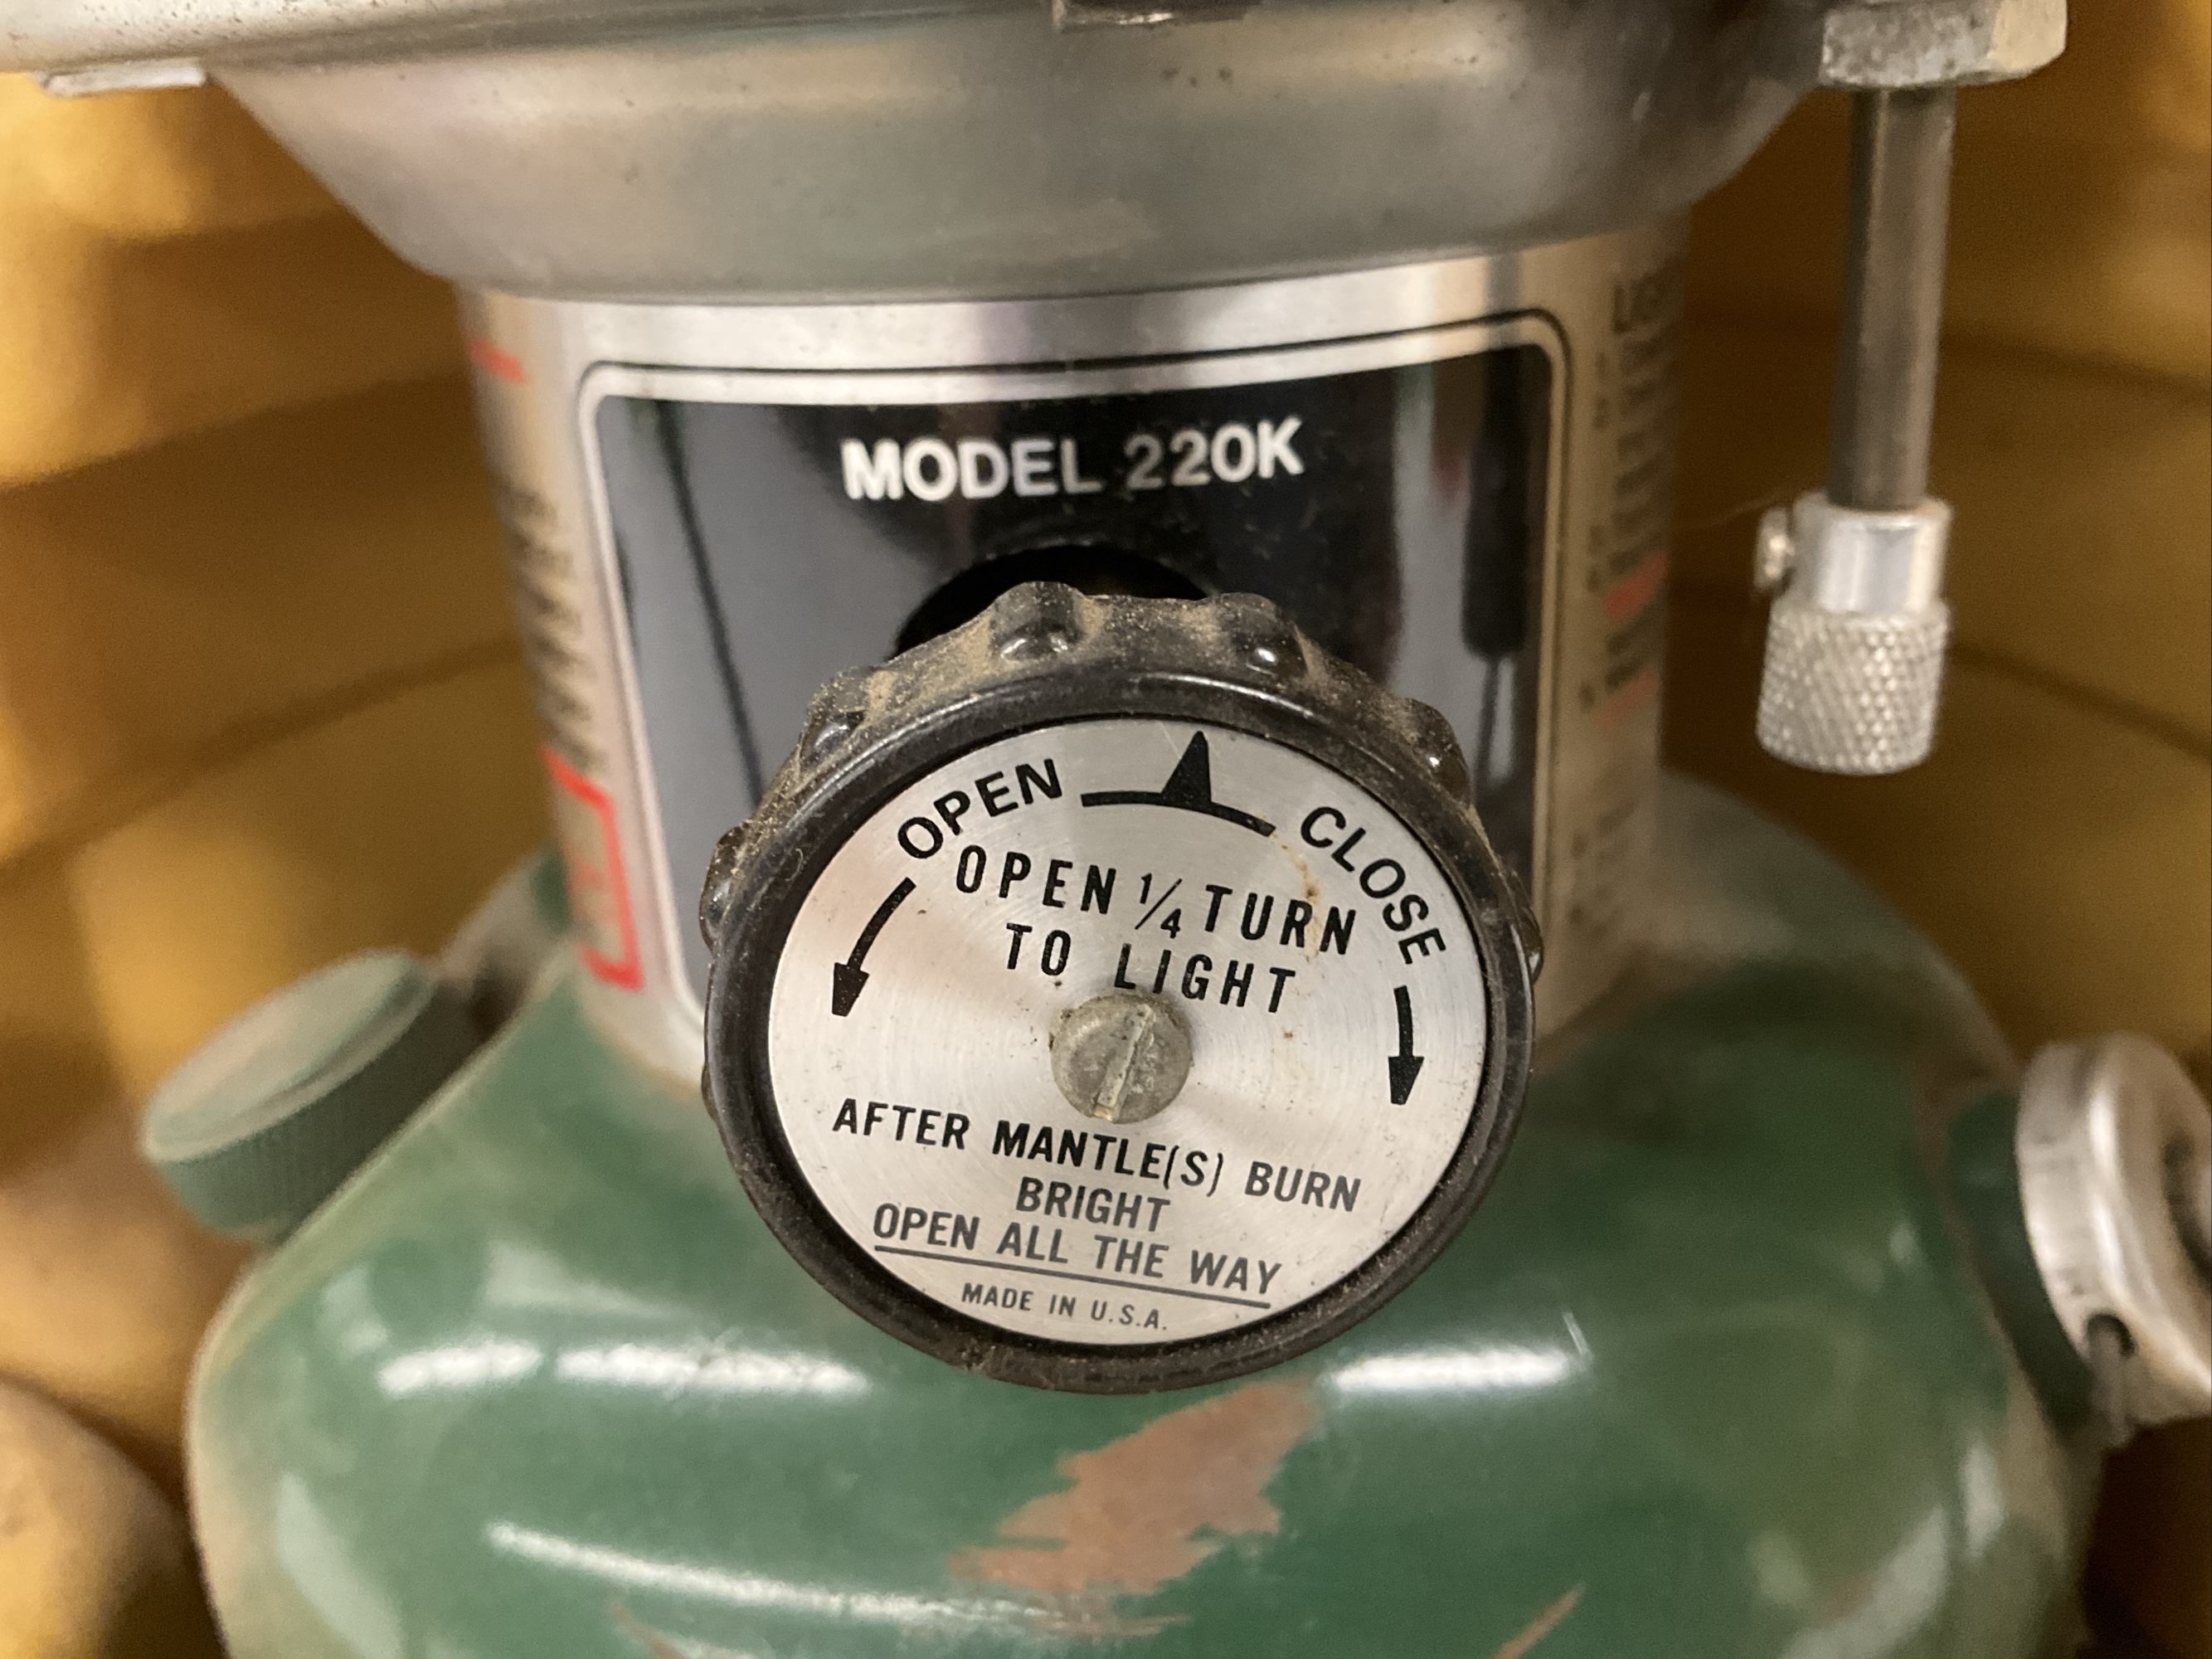 MODEL 220K
OPEN CLOSE
OPEN 1/4 TURN
TO LIGHT
AFTER MANTLE(S) BURN
BRIGHT
OPEN ALL THE WAY
MADE IN U.S.A.